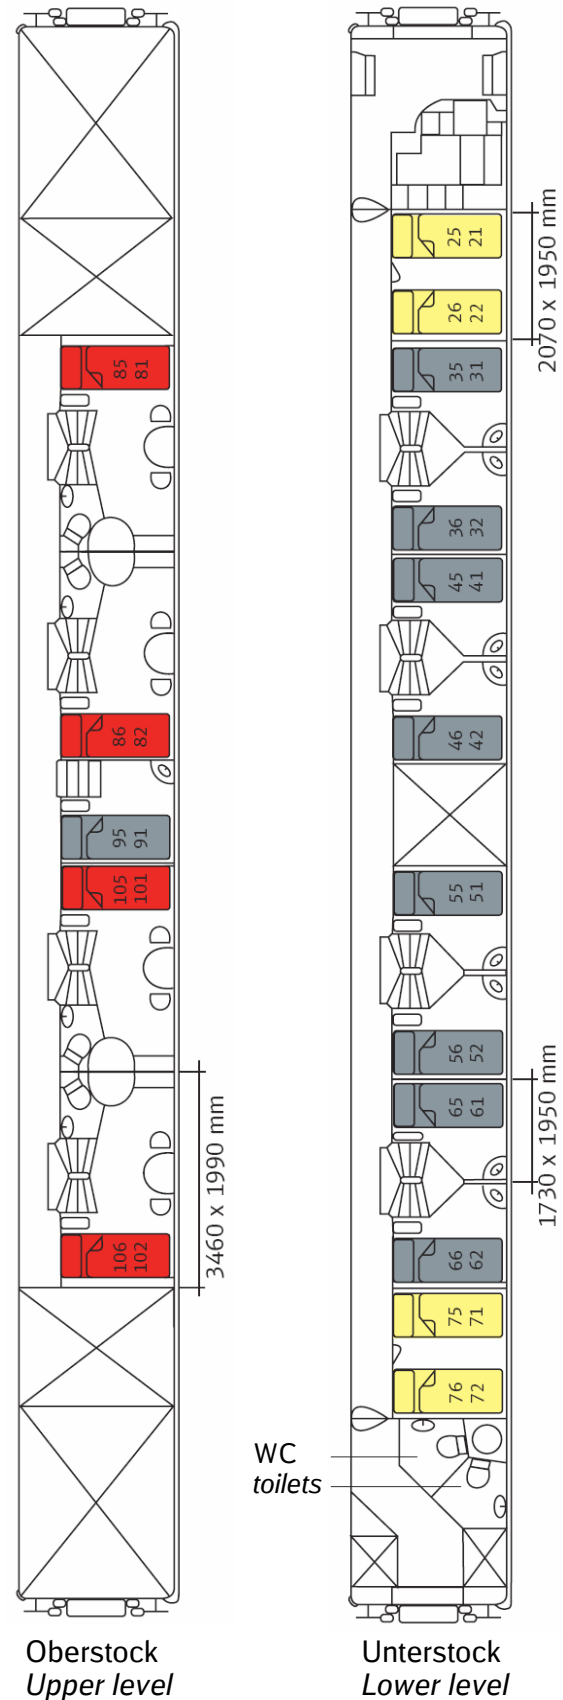 85 81
86 82
95 91
105 101
106 102
3460 x 1990 mm
Oberstock
Upper level
25 21
26 22
2070 x 1950 mm
35 31
36 32
45 41
46 42
55 51
56 52
65 61
1730 x 1950 mm
66 62
75 71
76 72
WC
toilets
Unterstock
Lower level